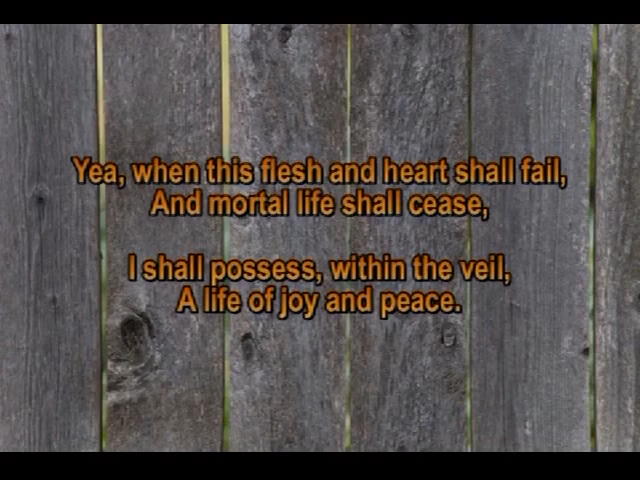 Yea, when this flesh and heart shall fail,
And mortal life shall cease,
I shall possess, within the veil,
A life of joy and peace.